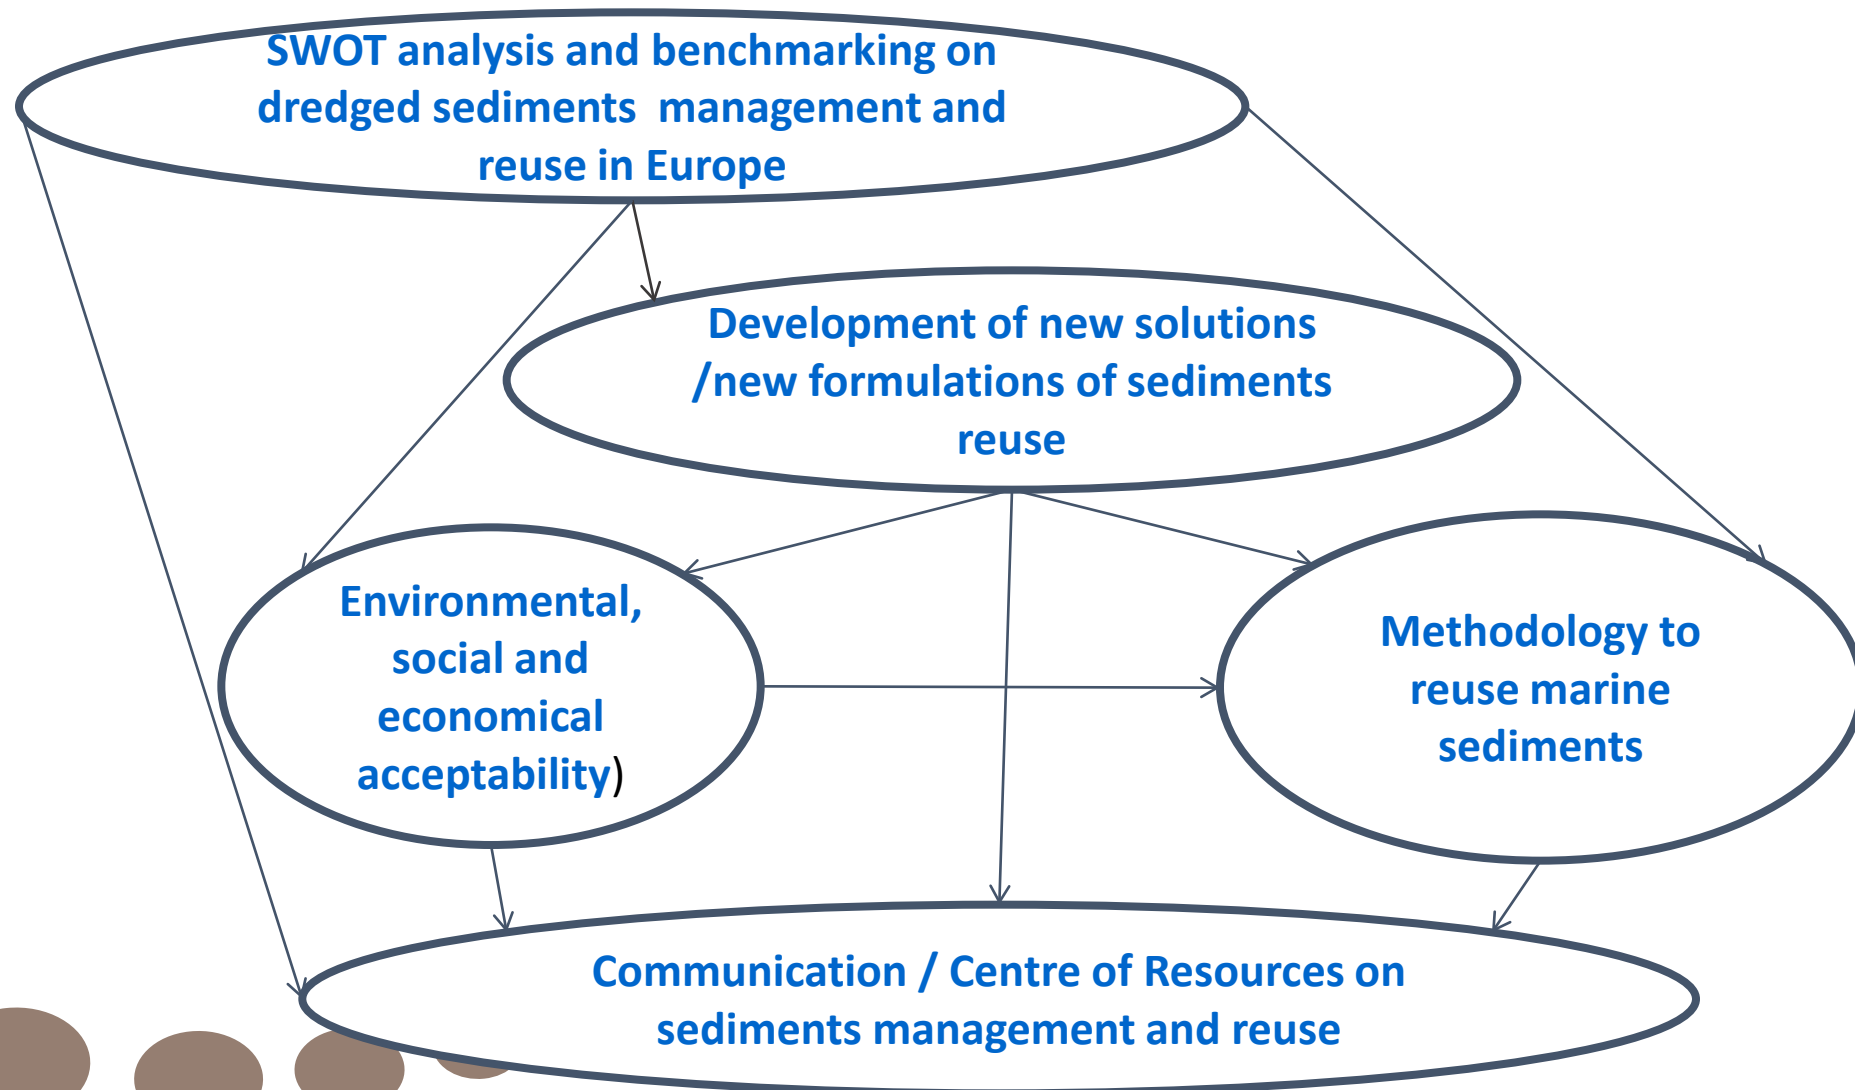 SWOT analysis and benchmarking on
dredged sediments  management and
reuse in Europe
Development of new solutions
/new formulations of sediments
reuse
Environmental,
social and
economical
acceptability)
Methodology to
reuse marine
sediments
Communication / Centre of Resources on
sediments management and reuse